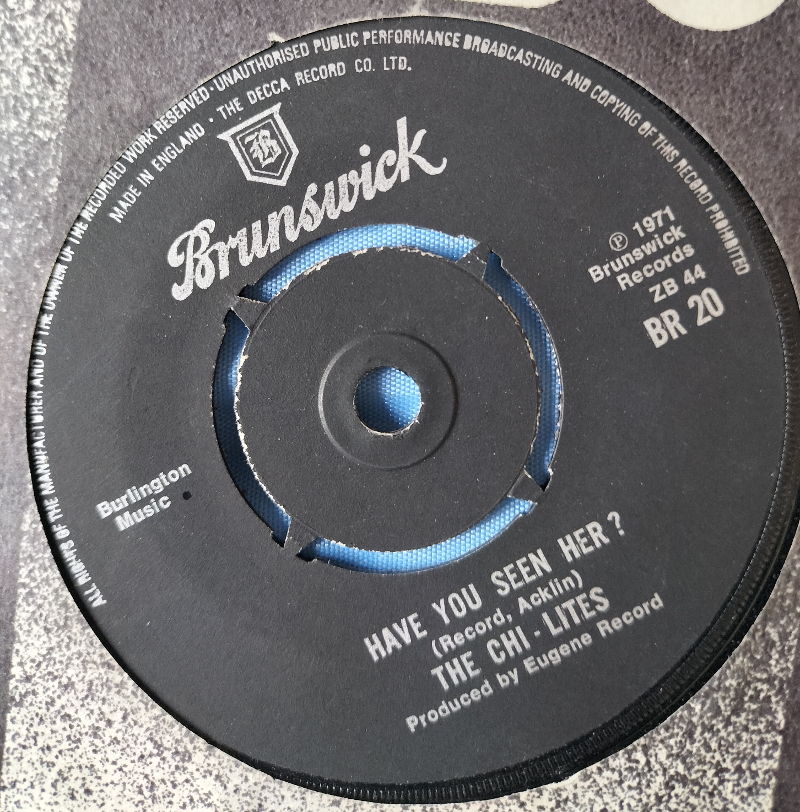 ALL RIGHTS OF THE MANUFACTURER AND OF THE OWNER OF THE RECORDED WORK RESERVED · UNAUTHORISED PUBLIC PERFORMANCE BROADCASTING AND COPYING OF THIS RECORD PROHIBITED
MADE IN ENGLAND · THE DECCA RECORD CO. LTD.
B
Brunswick
℗ 1971
Brunswick
Records
ZB 44
BR 20
Burlington
Music
HAVE YOU SEEN HER?
(Record, Acklin)
THE CHI-LITES
Produced by Eugene Record